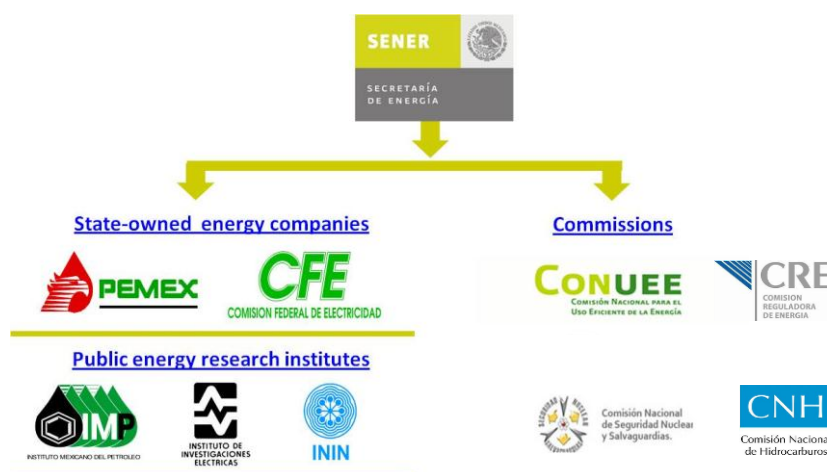 SENER
SECRETARÍA
DE ENERGÍA
State-owned energy companies
Commissions
PEMEX
CFE
COMISION FEDERAL DE ELECTRICIDAD
CONUEE
COMISIÓN NACIONAL PARA EL
USO EFICIENTE DE LA ENERGÍA
CRE
COMISION
REGULADORA
DE ENERGIA
Public energy research institutes
IMP
INSTITUTO MEXICANO DEL PETROLEO
INSTITUTO DE
INVESTIGACIONES
ELECTRICAS
ININ
SEGURIDAD NUCLEAR
Comisión Nacional
de Seguridad Nuclear
y Salvaguardias.
CNH
Comisión Nacional
de Hidrocarburos